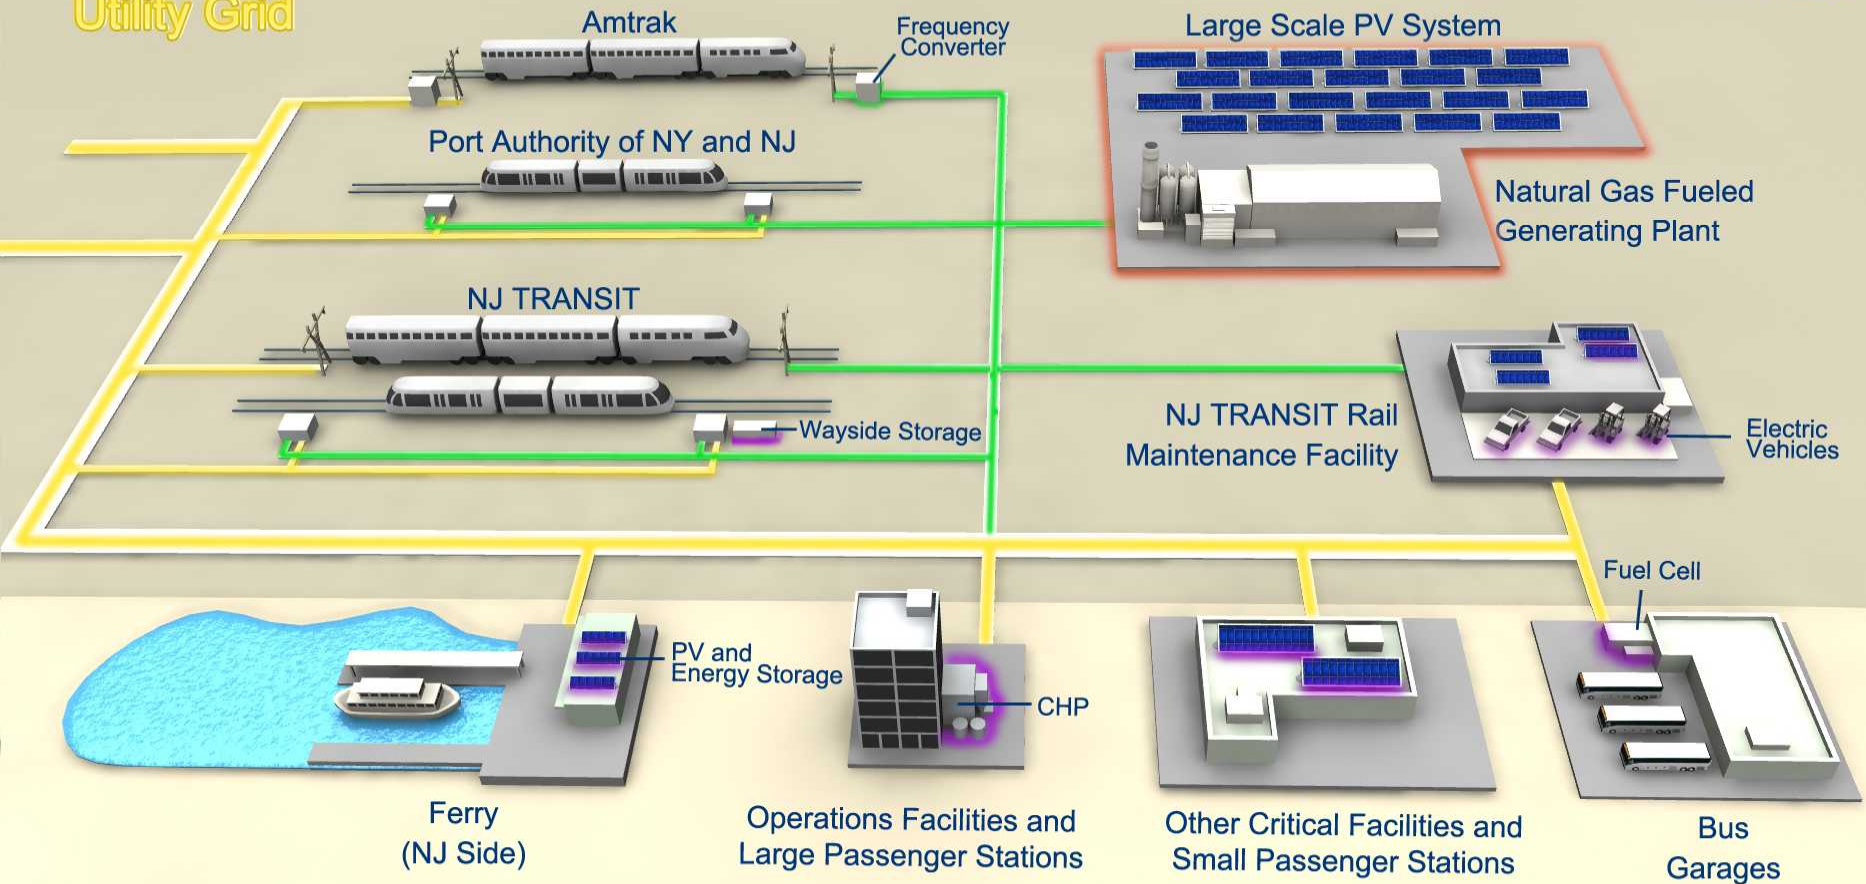 Utility Grid
Amtrak
Frequency
Converter
Large Scale PV System
Port Authority of NY and NJ
Natural Gas Fueled
Generating Plant
NJ TRANSIT
Wayside Storage
NJ TRANSIT Rail
Maintenance Facility
Electric
Vehicles
Fuel Cell
PV and
Energy Storage
CHP
Ferry
(NJ Side)
Operations Facilities and
Large Passenger Stations
Other Critical Facilities and
Small Passenger Stations
Bus
Garages